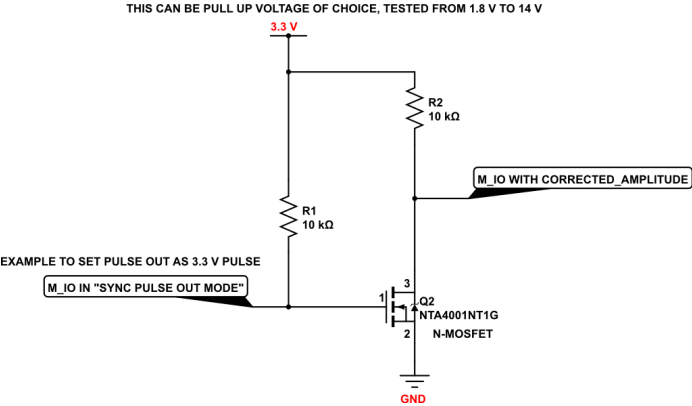 THIS CAN BE PULL UP VOLTAGE OF CHOICE, TESTED FROM 1.8 V TO 14 V
3.3 V
R2
10 kΩ
M_IO WITH CORRECTED_AMPLITUDE
R1
10 kΩ
EXAMPLE TO SET PULSE OUT AS 3.3 V PULSE
M_IO IN "SYNC PULSE OUT MODE"
3
1
Q2
NTA4001NT1G
2
N-MOSFET
GND